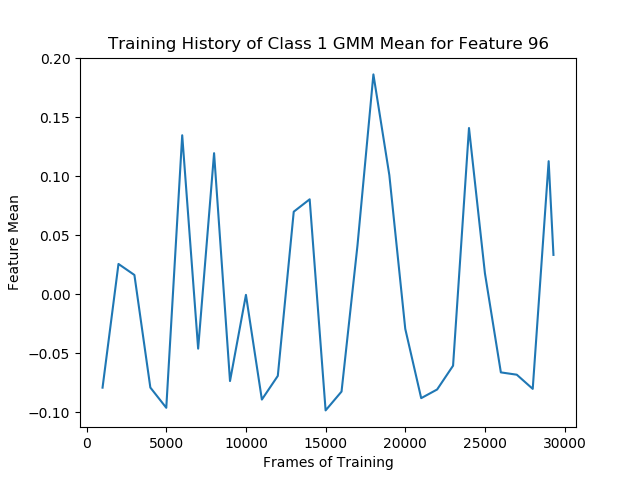 Training History of Class 1 GMM Mean for Feature 96
0.20
0.15
0.10
0.05
0.00
−0.05
−0.10
Feature Mean
0 5000 10000 15000 20000 25000 30000
Frames of Training